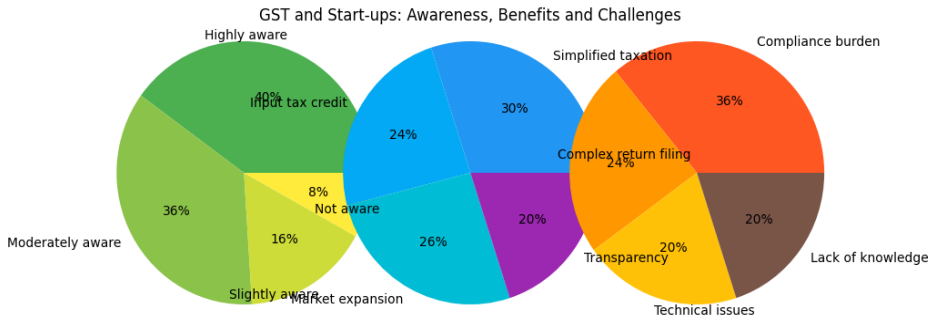 GST and Start-ups: Awareness, Benefits and Challenges
Highly aware
40%
Moderately aware
36%
Slightly aware
16%
Not aware
8%
Simplified taxation
30%
Input tax credit
24%
Market expansion
26%
Transparency
20%
Compliance burden
36%
Complex return filing
24%
Technical issues
20%
Lack of knowledge
20%